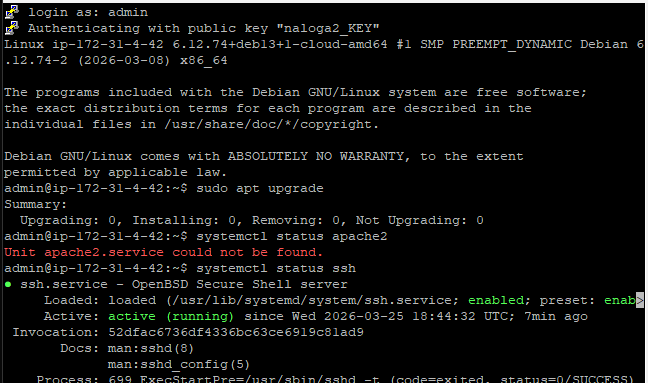 login as: admin
Authenticating with public key "naloga2_KEY"
Linux ip-172-31-4-42 6.12.74+deb13+1-cloud-amd64 #1 SMP PREEMPT_DYNAMIC Debian 6
.12.74-2 (2026-03-08) x86_64

The programs included with the Debian GNU/Linux system are free software;
the exact distribution terms for each program are described in the
individual files in /usr/share/doc/*/copyright.

Debian GNU/Linux comes with ABSOLUTELY NO WARRANTY, to the extent
permitted by applicable law.
admin@ip-172-31-4-42:~$ sudo apt upgrade
Summary:
  Upgrading: 0, Installing: 0, Removing: 0, Not Upgrading: 0
admin@ip-172-31-4-42:~$ systemctl status apache2
Unit apache2.service could not be found.
admin@ip-172-31-4-42:~$ systemctl status ssh
● ssh.service - OpenBSD Secure Shell server
     Loaded: loaded (/usr/lib/systemd/system/ssh.service; enabled; preset: enab>
     Active: active (running) since Wed 2026-03-25 18:44:32 UTC; 7min ago
 Invocation: 52dfac6736df4336bc63ce6919c81ad9
       Docs: man:sshd(8)
             man:sshd_config(5)
    Process: 699 ExecStartPre=/usr/sbin/sshd -t (code=exited, status=0/SUCCESS)